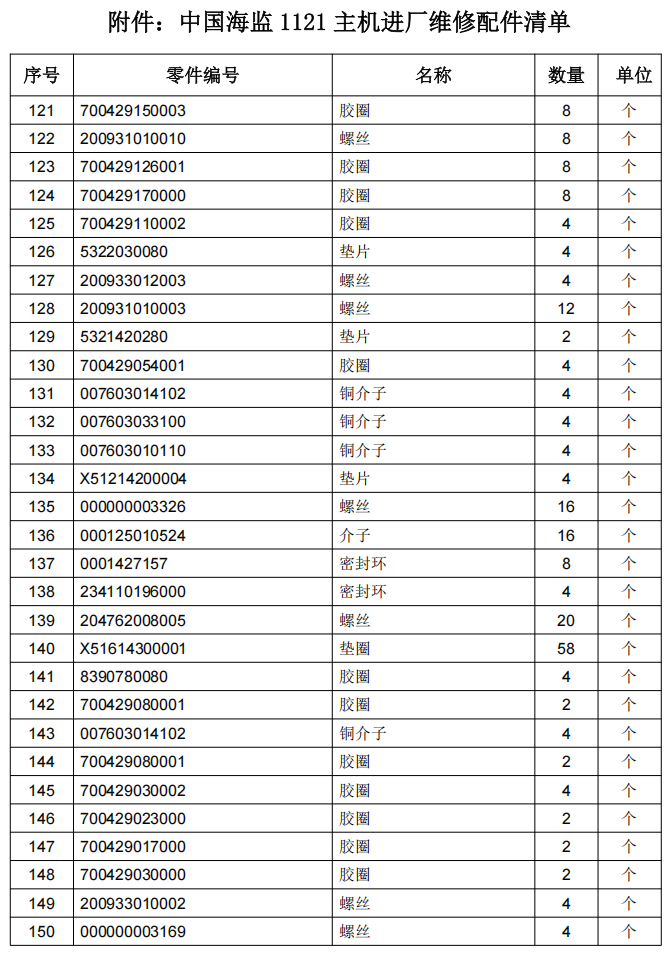 附件：中国海监 1121 主机进厂维修配件清单
序号 零件编号 名称 数量 单位
121 700429150003 胶圈 8 个
122 200931010010 螺丝 8 个
123 700429126001 胶圈 8 个
124 700429170000 胶圈 8 个
125 700429110002 胶圈 4 个
126 5322030080 垫片 4 个
127 200933012003 螺丝 4 个
128 200931010003 螺丝 12 个
129 5321420280 垫片 2 个
130 700429054001 胶圈 4 个
131 007603014102 铜介子 4 个
132 007603033100 铜介子 4 个
133 007603010110 铜介子 4 个
134 X51214200004 垫片 4 个
135 000000003326 螺丝 16 个
136 000125010524 介子 16 个
137 0001427157 密封环 8 个
138 234110196000 密封环 4 个
139 204762008005 螺丝 20 个
140 X51614300001 垫圈 58 个
141 8390780080 胶圈 4 个
142 700429080001 胶圈 2 个
143 007603014102 铜介子 4 个
144 700429080001 胶圈 2 个
145 700429030002 胶圈 4 个
146 700429023000 胶圈 2 个
147 700429017000 胶圈 2 个
148 700429030000 胶圈 2 个
149 200933010002 螺丝 4 个
150 000000003169 螺丝 4 个